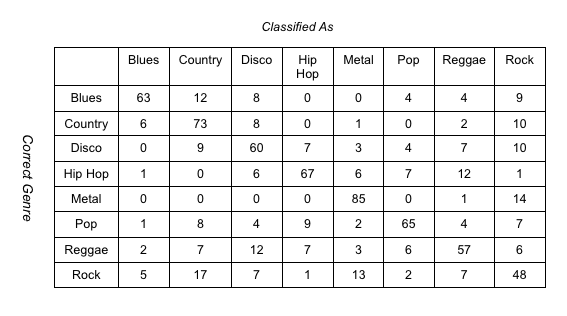 Classified As
Blues Country Disco Hip Hop Metal Pop Reggae Rock
Blues 63 12 8 0 0 4 4 9
Country 6 73 8 0 1 0 2 10
Disco 0 9 60 7 3 4 7 10
Hip Hop 1 0 6 67 6 7 12 1
Metal 0 0 0 0 85 0 1 14
Pop 1 8 4 9 2 65 4 7
Reggae 2 7 12 7 3 6 57 6
Rock 5 17 7 1 13 2 7 48
Correct Genre